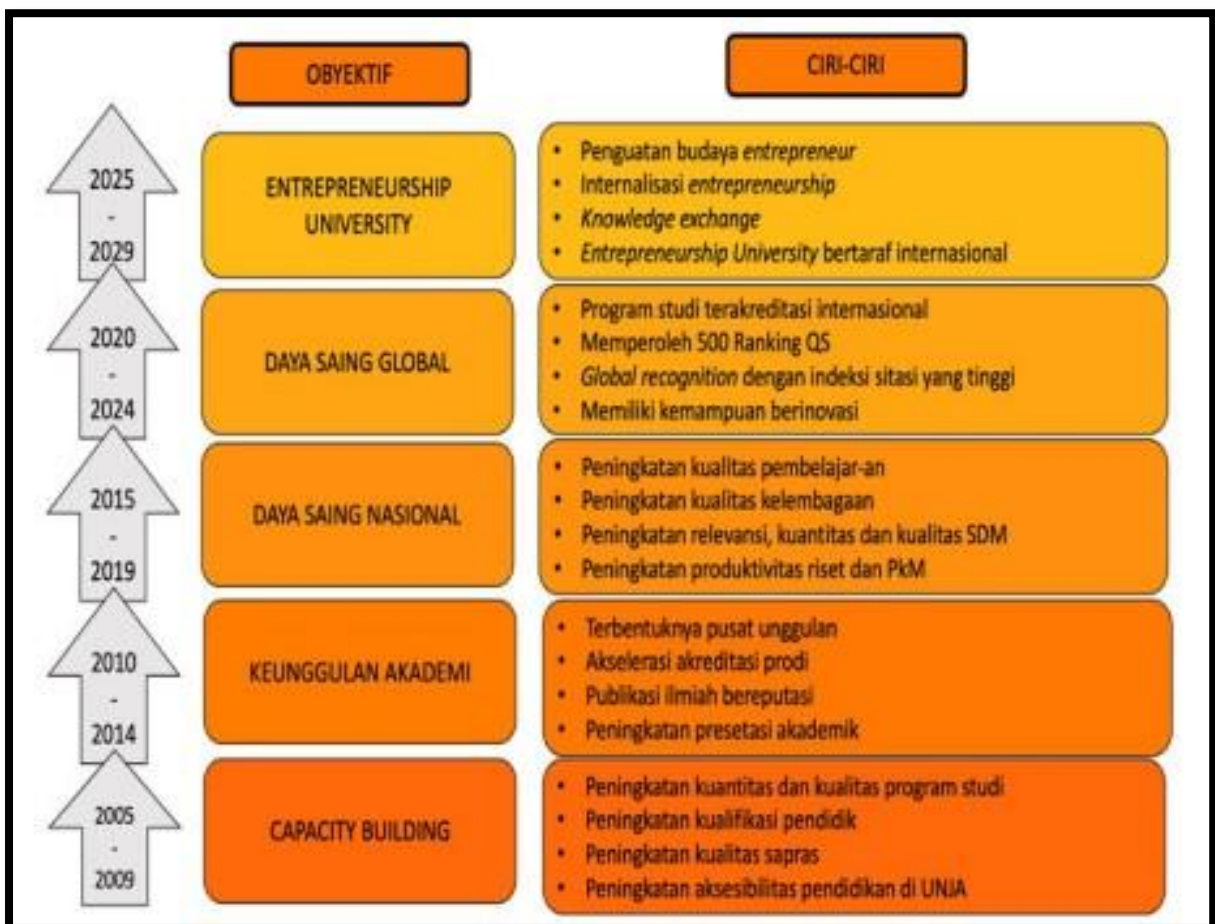 OBYEKTIF
CIRI-CIRI
2025
-
2029
ENTREPRENEURSHIP
UNIVERSITY
• Penguatan budaya entrepreneur
• Internalisasi entrepreneurship
• Knowledge exchange
• Entrepreneurship University bertaraf internasional
2020
-
2024
DAYA SAING GLOBAL
• Program studi terakreditasi internasional
• Memperoleh 500 Ranking QS
• Global recognition dengan indeksi sitasi yang tinggi
• Memiliki kemampuan berinovasi
2015
-
2019
DAYA SAING NASIONAL
• Peningkatan kualitas pembelajar-an
• Peningkatan kualitas kelembagaan
• Peningkatan relevansi, kuantitas dan kualitas SDM
• Peningkatan produktivitas riset dan PkM
2010
-
2014
KEUNGGULAN AKADEMI
• Terbentuknya pusat unggulan
• Akselerasi akreditasi prodi
• Publikasi ilmiah bereputasi
• Peningkatan presetasi akademik
2005
-
2009
CAPACITY BUILDING
• Peningkatan kuantitas dan kualitas program studi
• Peningkatan kualifikasi pendidik
• Peningkatan kualitas sapras
• Peningkatan aksesibilitas pendidikan di UNJA